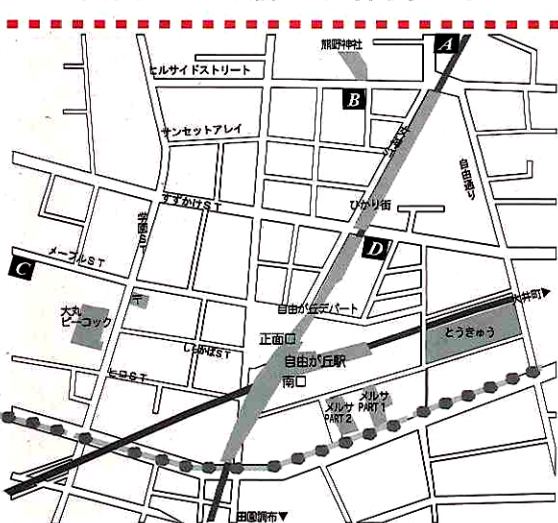 熊野神社
A
ヒルサイドストリート
B
サンセットアレイ
自由通り
すずかけST
ひかり街
学園ST
D
メープルST
C
大井町▶
自由が丘デパート
大丸
ピーコック
〒
とうきゅう
正面口
しらかばST
自由が丘駅
ヒロST
南口
メルサ
PART 1
メルサ
PART 2
田園調布▼